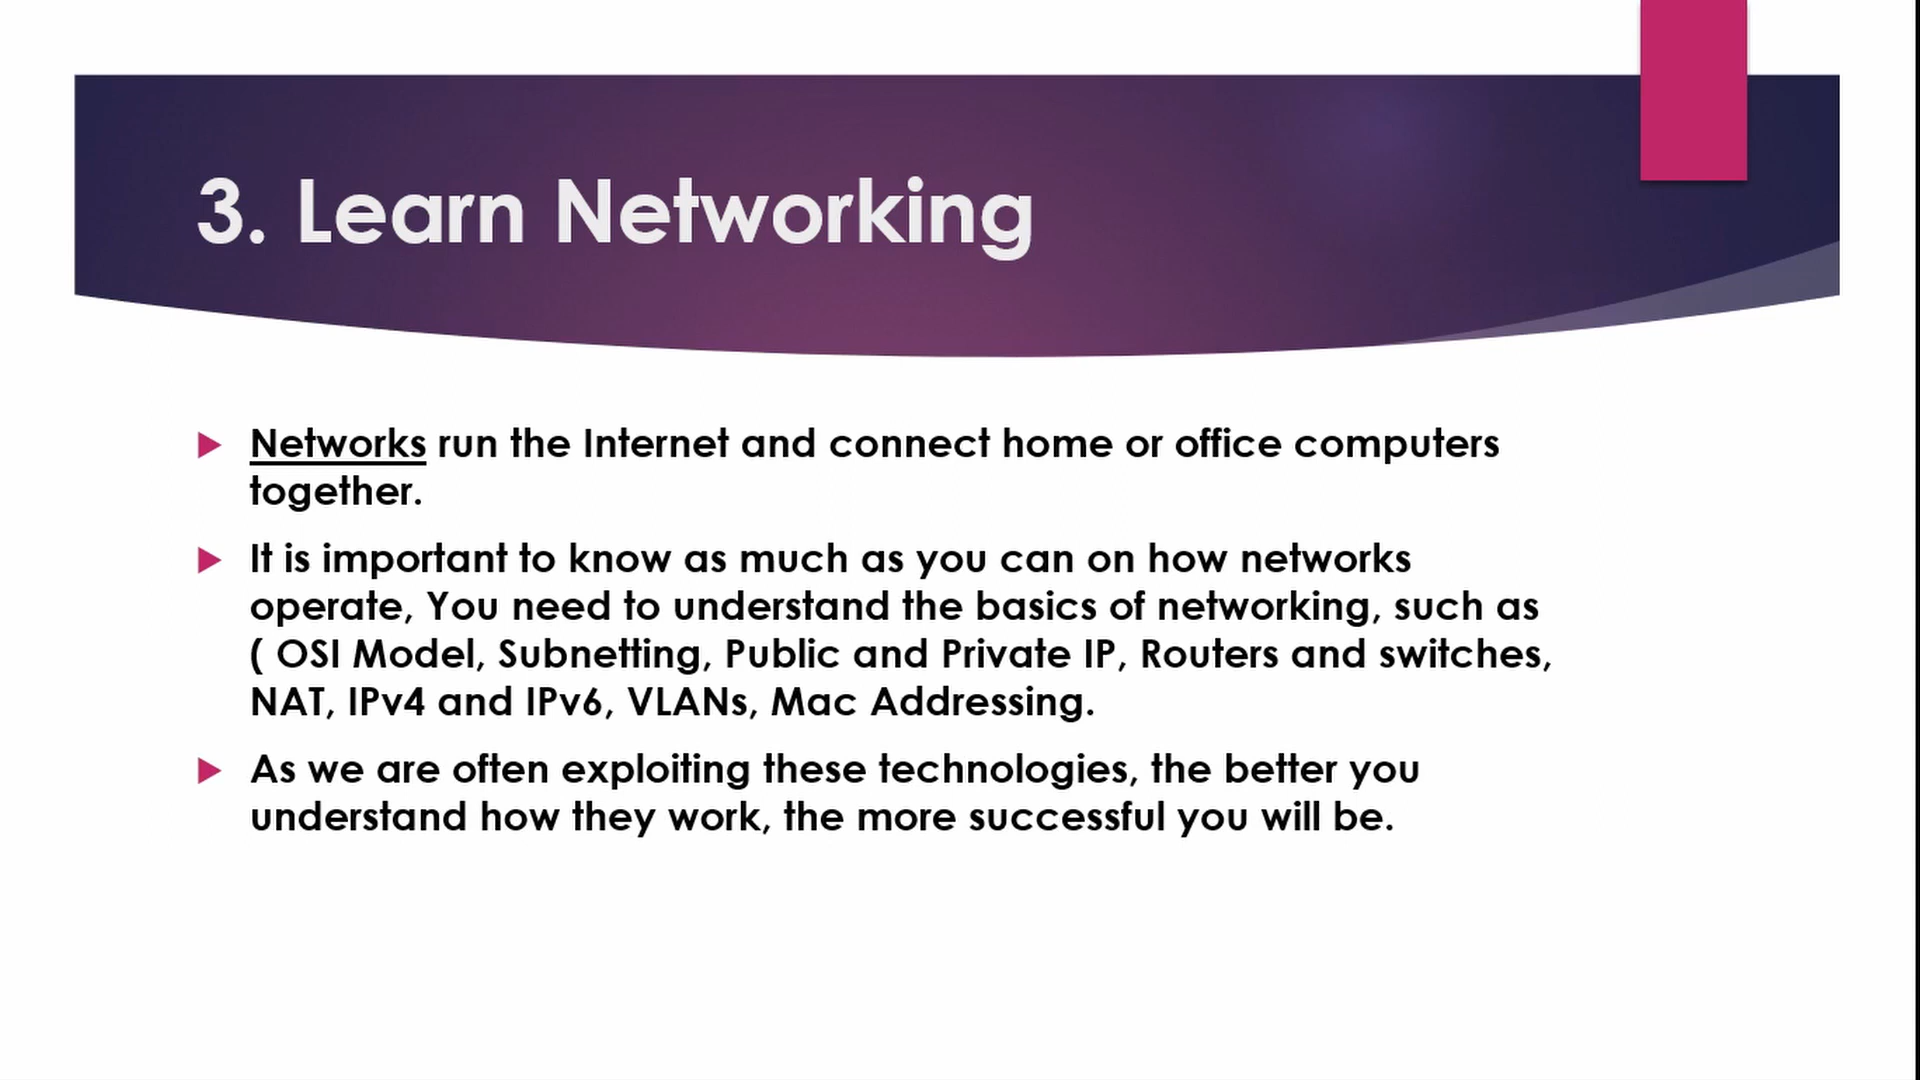 3. Learn Networking
Networks run the Internet and connect home or office computers
together.
It is important to know as much as you can on how networks
operate, You need to understand the basics of networking, such as
( OSI Model, Subnetting, Public and Private IP, Routers and switches,
NAT, IPv4 and IPv6, VLANs, Mac Addressing.
As we are often exploiting these technologies, the better you
understand how they work, the more successful you will be.